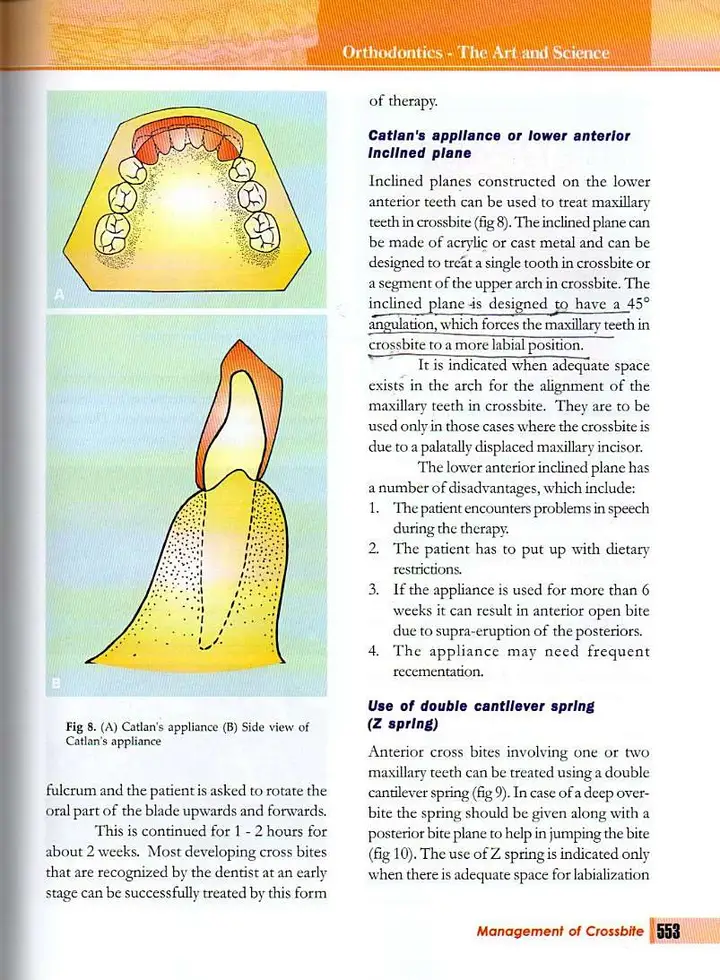 Orthodontics - The Art and Science
A
B
Fig 8. (A) Catlan's appliance (B) Side view of
Catlan's appliance
fulcrum and the patient is asked to rotate the
oral part of the blade upwards and forwards.
This is continued for 1 - 2 hours for
about 2 weeks. Most developing cross bites
that are recognized by the dentist at an early
stage can be successfully treated by this form
of therapy.
Catlan's appliance or lower anterior
inclined plane
Inclined planes constructed on the lower
anterior teeth can be used to treat maxillary
teeth in crossbite (fig 8). The inclined plane can
be made of acrylic or cast metal and can be
designed to treat a single tooth in crossbite or
a segment of the upper arch in crossbite. The
inclined plane is designed to have a 45°
angulation, which forces the maxillary teeth in
crossbite to a more labial position.
It is indicated when adequate space
exists in the arch for the alignment of the
maxillary teeth in crossbite. They are to be
used only in those cases where the crossbite is
due to a palatally displaced maxillary incisor.
The lower anterior inclined plane has
a number of disadvantages, which include:
1. The patient encounters problems in speech
during the therapy.
2. The patient has to put up with dietary
restrictions.
3. If the appliance is used for more than 6
weeks it can result in anterior open bite
due to supra-eruption of the posteriors.
4. The appliance may need frequent
recementation.
Use of double cantilever spring
(Z spring)
Anterior cross bites involving one or two
maxillary teeth can be treated using a double
cantilever spring (fig 9). In case of a deep over-
bite the spring should be given along with a
posterior bite plane to help in jumping the bite
(fig 10). The use of Z spring is indicated only
when there is adequate space for labialization
Management of Crossbite 553